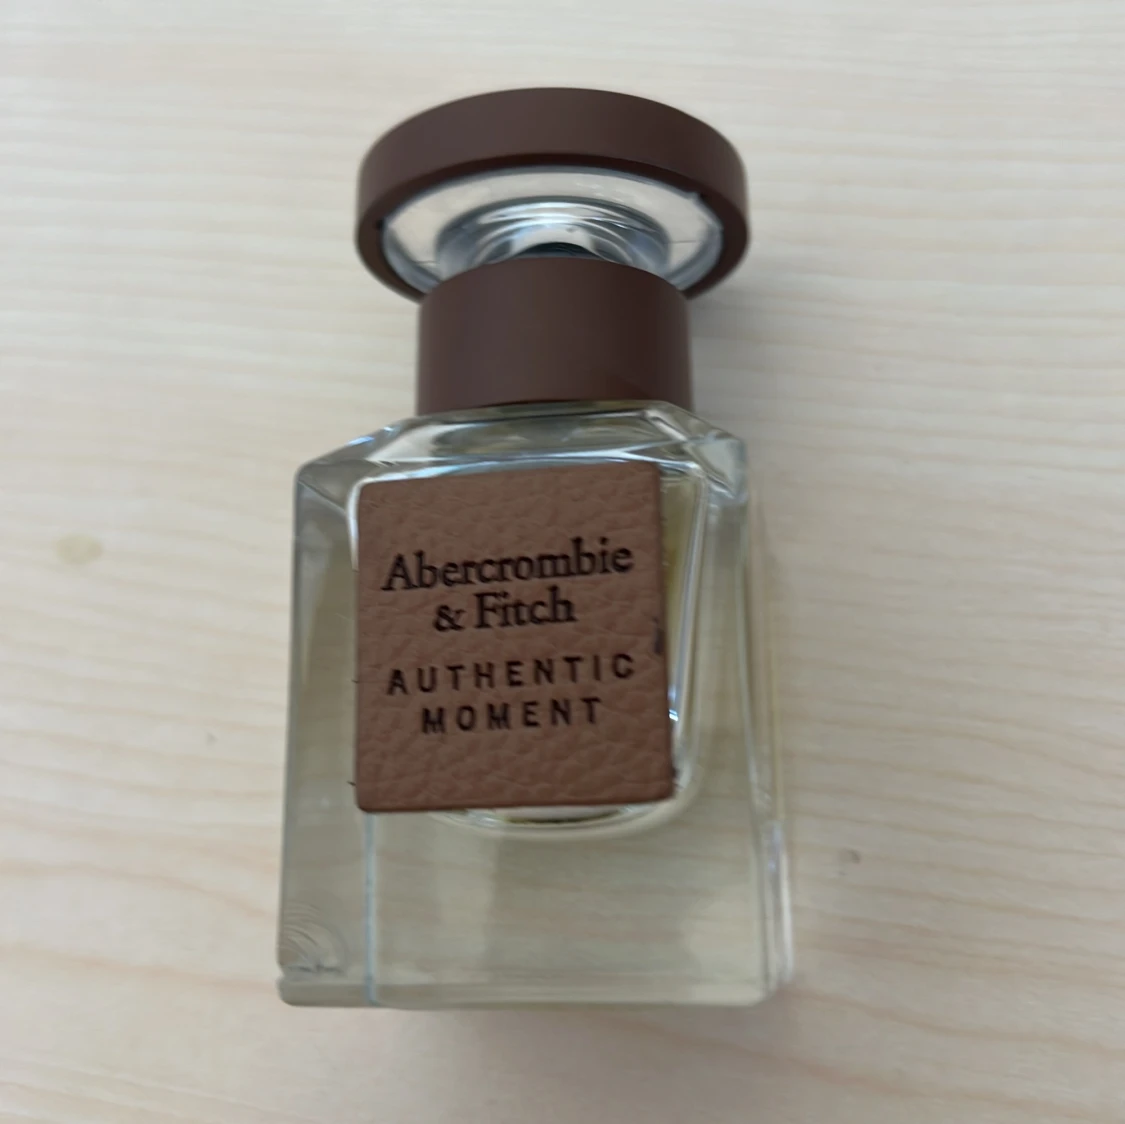 Abercrombie
& Fitch
AUTHENTIC
MOMENT